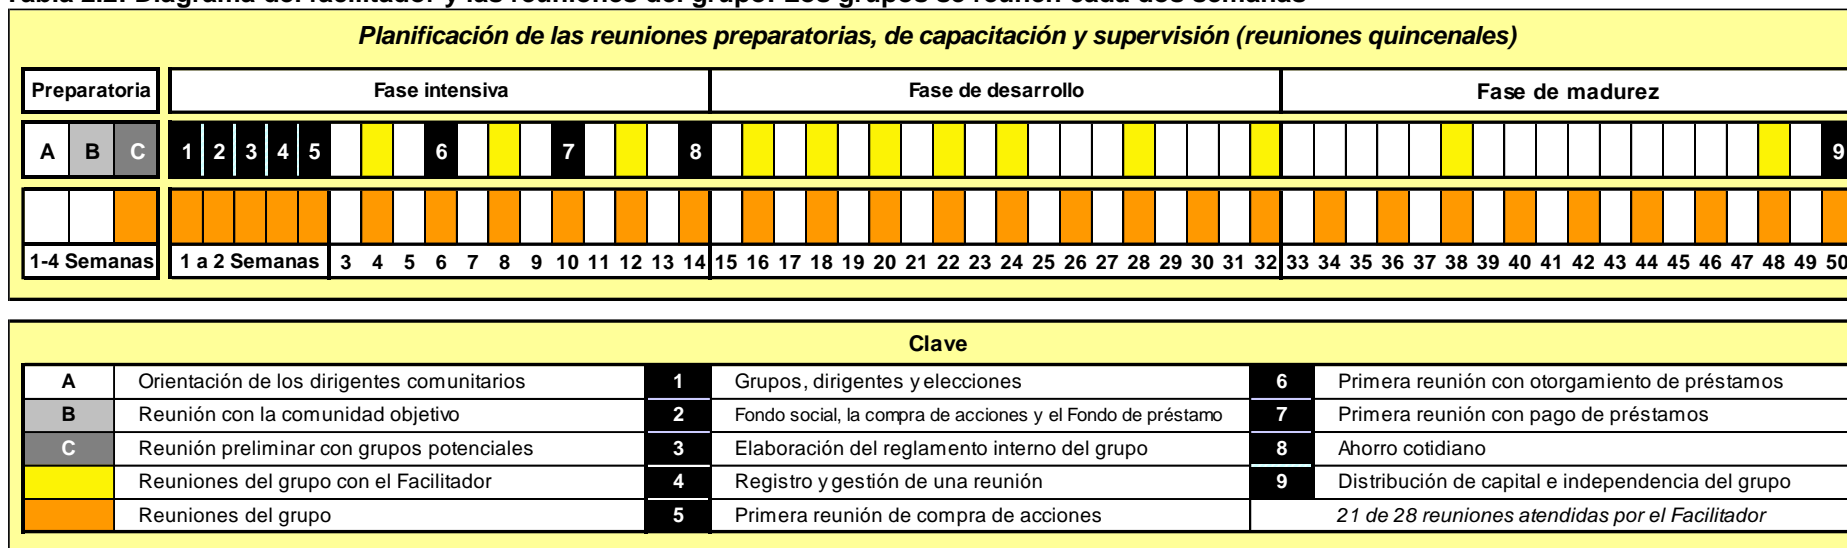 Tabla 2.2: Diagrama del facilitador y las reuniones del grupo: Los grupos se reúnen cada dos semanas
Planificación de las reuniones preparatorias, de capacitación y supervisión (reuniones quincenales)
Preparatoria Fase intensiva Fase de desarrollo Fase de madurez
A B C 1 2 3 4 5 6 7 8 9
1-4 Semanas 1 a 2 Semanas 3 4 5 6 7 8 9 10 11 12 13 14 15 16 17 18 19 20 21 22 23 24 25 26 27 28 29 30 31 32 33 34 35 36 37 38 39 40 41 42 43 44 45 46 47 48 49 50
Clave
A Orientación de los dirigentes comunitarios 1 Grupos, dirigentes y elecciones 6 Primera reunión con otorgamiento de préstamos
B Reunión con la comunidad objetivo 2 Fondo social, la compra de acciones y el Fondo de préstamo 7 Primera reunión con pago de préstamos
C Reunión preliminar con grupos potenciales 3 Elaboración del reglamento interno del grupo 8 Ahorro cotidiano
Reuniones del grupo con el Facilitador 4 Registro y gestión de una reunión 9 Distribución de capital e independencia del grupo
Reuniones del grupo 5 Primera reunión de compra de acciones 21 de 28 reuniones atendidas por el Facilitador